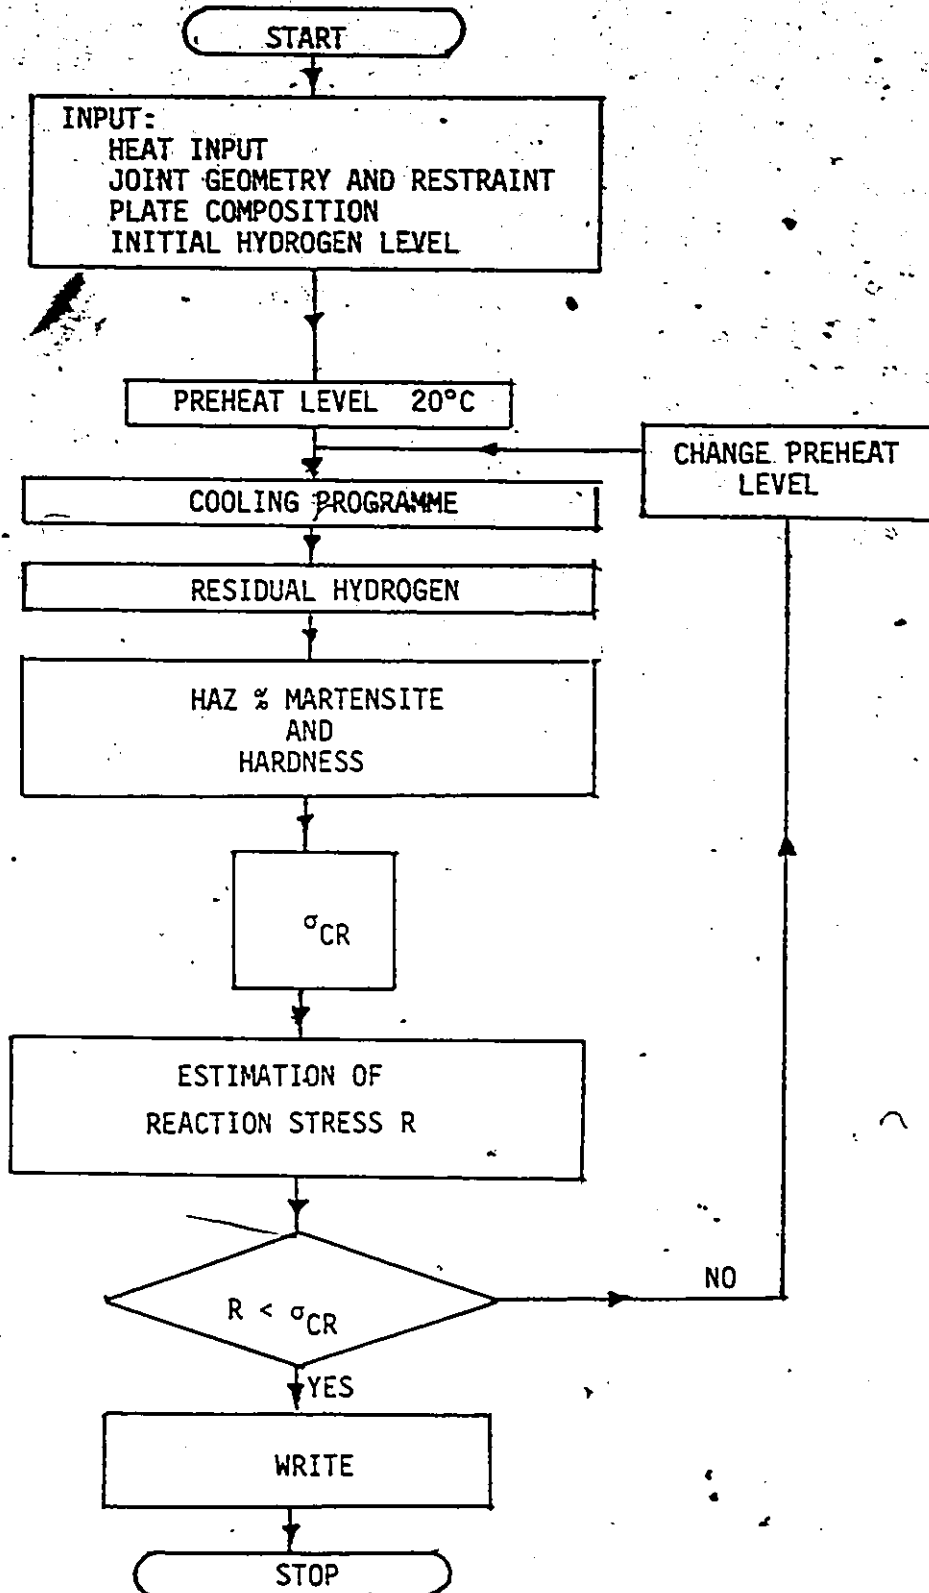 START
INPUT:
HEAT INPUT
JOINT GEOMETRY AND RESTRAINT
PLATE COMPOSITION
INITIAL HYDROGEN LEVEL
PREHEAT LEVEL 20°C
CHANGE PREHEAT
LEVEL
COOLING PROGRAMME
RESIDUAL HYDROGEN
HAZ % MARTENSITE
AND
HARDNESS
σCR
ESTIMATION OF
REACTION STRESS R
NO
R < σCR
YES
WRITE
STOP